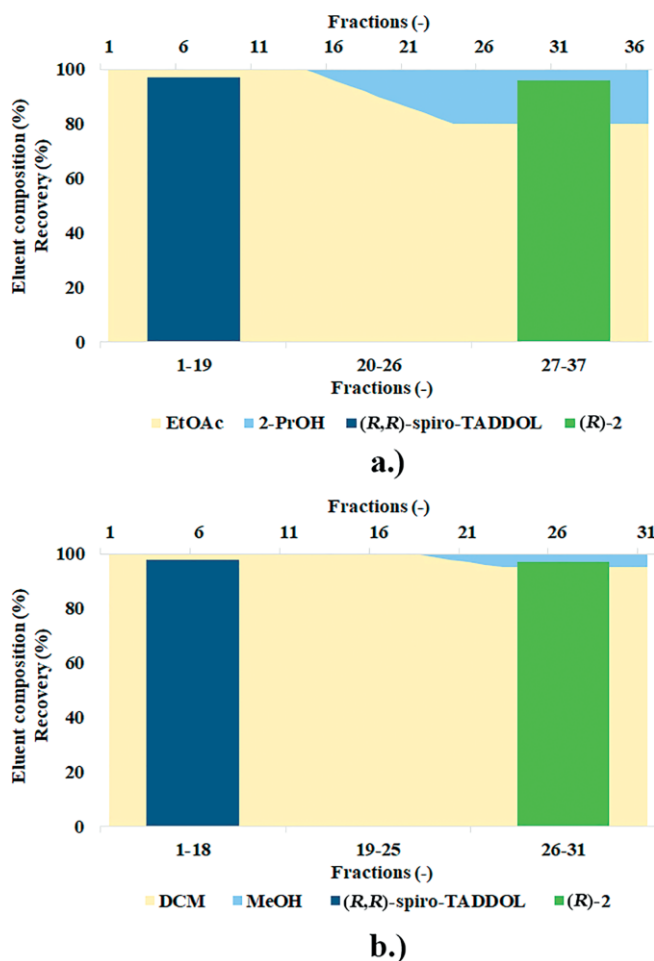 Fractions (-)
1 6 11 16 21 26 31 36
Eluent composition (%)
Recovery (%)
100
80
60
40
20
0
1-19 20-26 27-37
Fractions (-)
EtOAc 2-PrOH (R,R)-spiro-TADDOL (R)-2
a.)
Fractions (-)
1 6 11 16 21 26 31
Eluent composition (%)
Recovery (%)
100
80
60
40
20
0
1-18 19-25 26-31
Fractions (-)
DCM MeOH (R,R)-spiro-TADDOL (R)-2
b.)